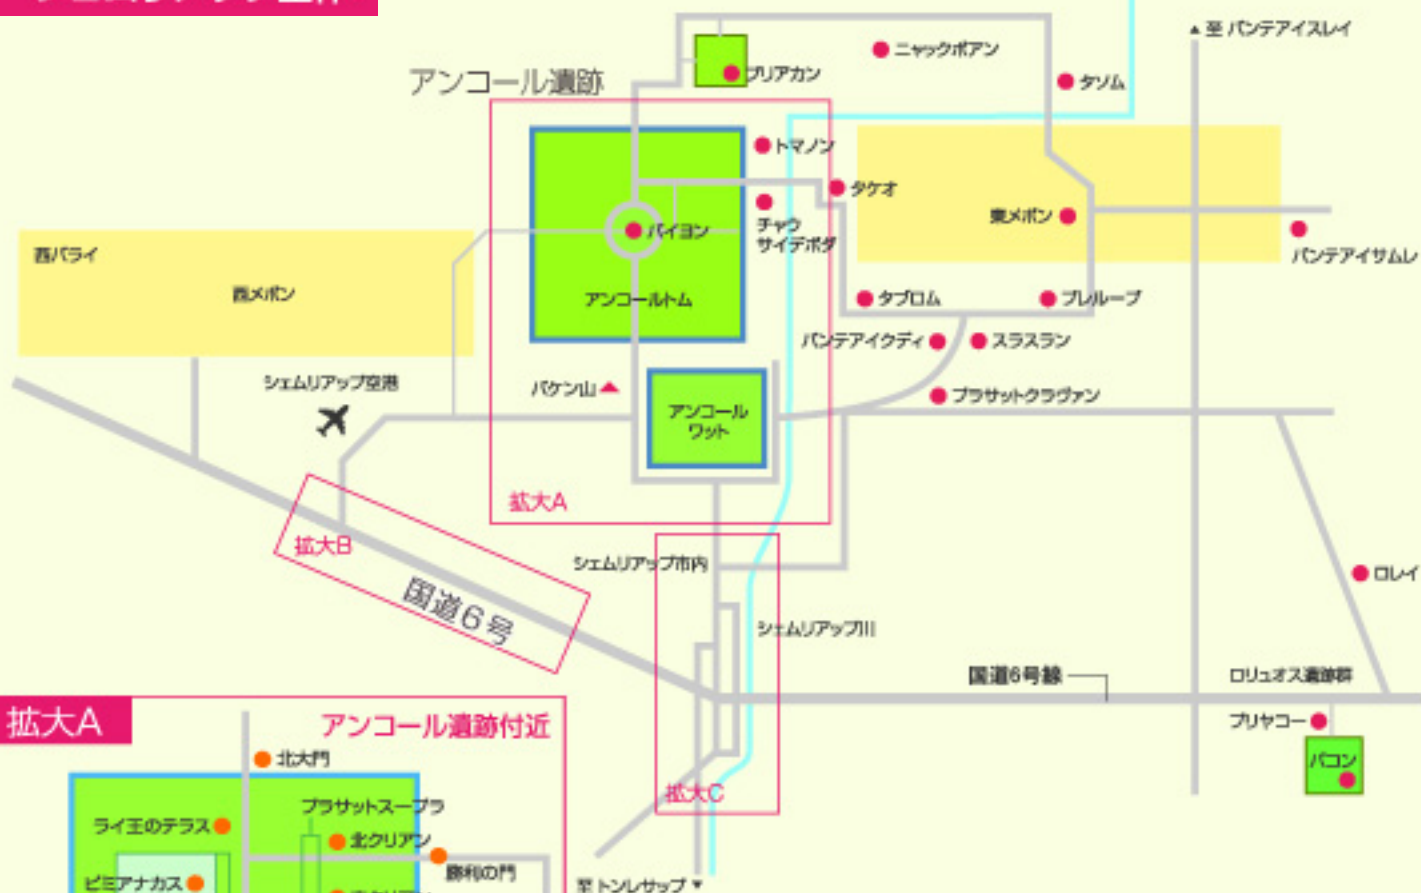 アンコール遺跡
プリアカン
ニャックポアン
タソム
▲至 バンテアイスレイ
トマノン
タケオ
東メボン
バイヨン
チャウ
サイデボダ
バンテアイサムレ
西バライ
西メボン
アンコールトム
タプロム
プレループ
バンテアイクディ
スラスラン
シェムリアップ空港
バケン山
アンコール
ワット
プラサットクラヴァン
拡大A
拡大B
シェムリアップ市内
ロレイ
国道6号
シェムリアップ川
国道6号線
ロリュオス遺跡群
拡大A
アンコール遺跡付近
プリヤコー
北大門
バコン
拡大C
プラサットスープラ
ライ王のテラス
北クリアン
勝利の門
ピミアナカス
至 トンレサップ▼